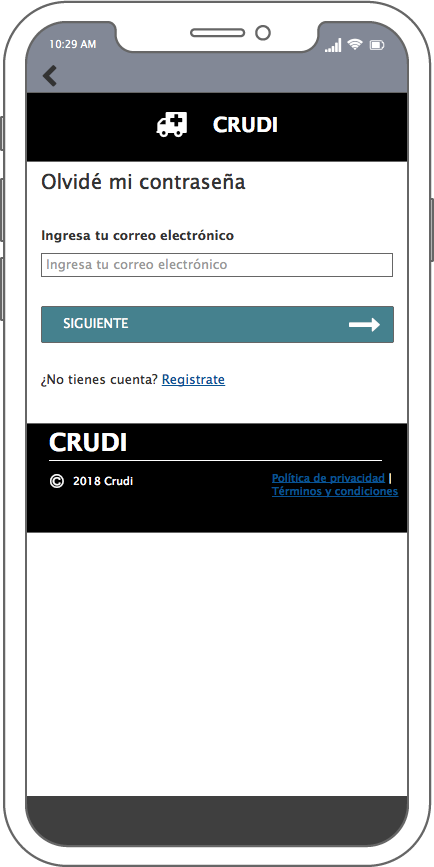 10:29 AM
CRUDI
Olvidé mi contraseña
Ingresa tu correo electrónico
Ingresa tu correo electrónico
SIGUIENTE
¿No tienes cuenta? Registrate
CRUDI
© 2018 Crudi
Política de privacidad |
Términos y condiciones